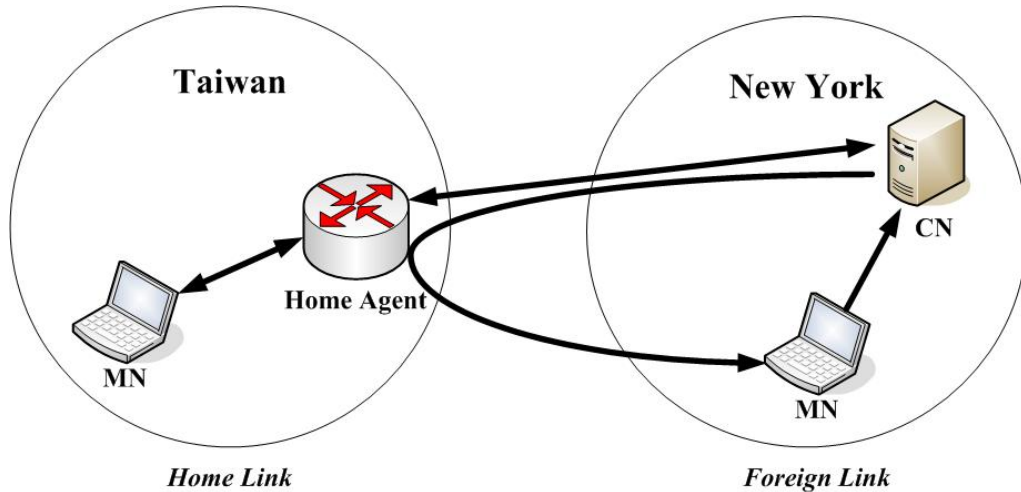 Taiwan
New York
CN
Home Agent
MN
MN
Home Link
Foreign Link